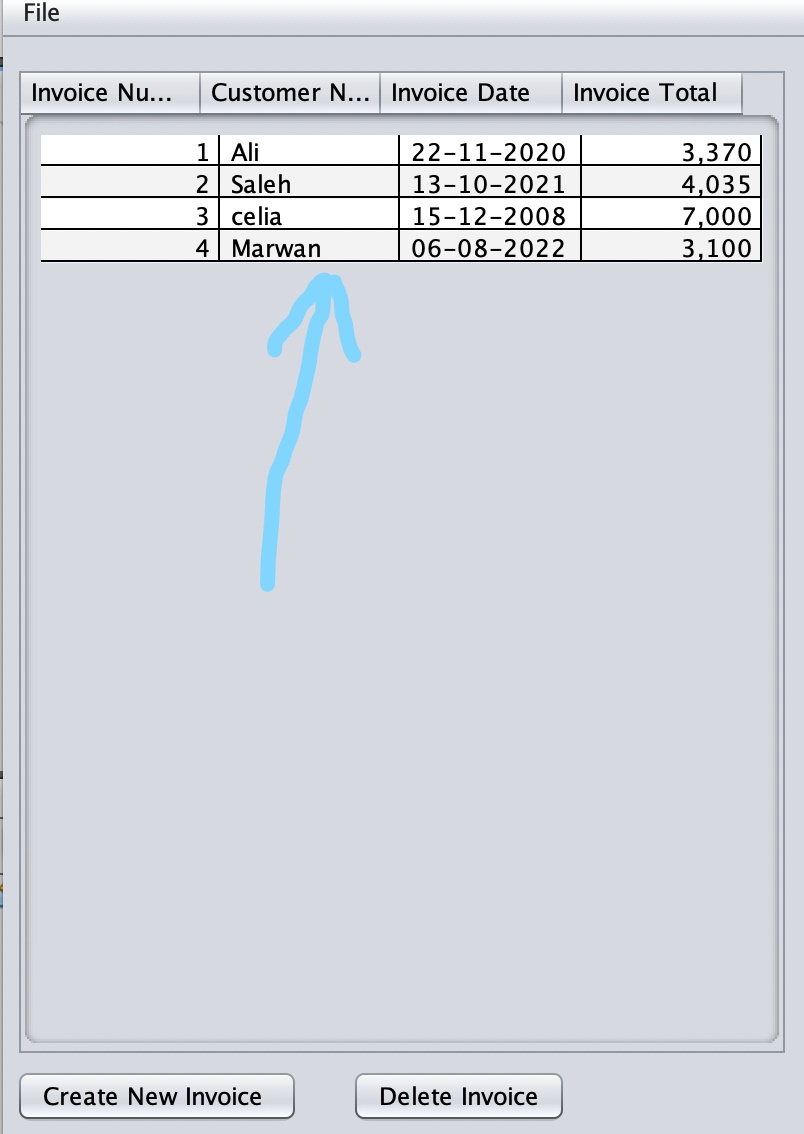 File
Invoice Nu... Customer N... Invoice Date Invoice Total
1 Ali 22-11-2020 3,370
2 Saleh 13-10-2021 4,035
3 celia 15-12-2008 7,000
4 Marwan 06-08-2022 3,100
Create New Invoice Delete Invoice